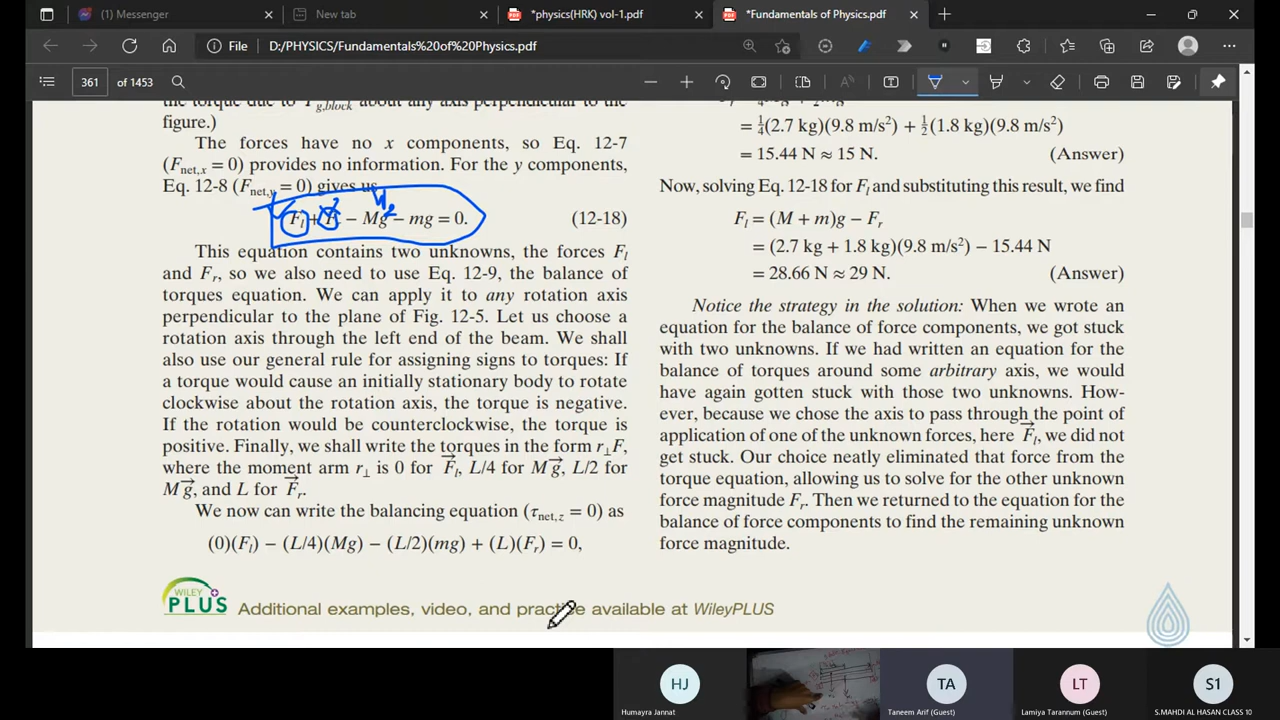 (1) Messenger
New tab
*physics(HRK) vol-1.pdf
*Fundamentals of Physics.pdf
File
D:/PHYSICS/Fundamentals%20of%20Physics.pdf
361 of 1453
figure.)
The forces have no x components, so Eq. 12-7
(Fnet,x = 0) provides no information. For the y components,
Eq. 12-8 (Fnet,y = 0) gives us
Fl + − Mg − mg = 0. (12-18)
This equation contains two unknowns, the forces Fl
and Fr, so we also need to use Eq. 12-9, the balance of
torques equation. We can apply it to any rotation axis
perpendicular to the plane of Fig. 12-5. Let us choose a
rotation axis through the left end of the beam. We shall
also use our general rule for assigning signs to torques: If
a torque would cause an initially stationary body to rotate
clockwise about the rotation axis, the torque is negative.
If the rotation would be counterclockwise, the torque is
positive. Finally, we shall write the torques in the form r⊥F,
where the moment arm r⊥ is 0 for F⃗l, L/4 for Mg⃗, L/2 for
Mg⃗, and L for F⃗r.
We now can write the balancing equation (τnet,z = 0) as
(0)(Fl) − (L/4)(Mg) − (L/2)(mg) + (L)(Fr) = 0,
= ¼(2.7 kg)(9.8 m/s²) + ½(1.8 kg)(9.8 m/s²)
= 15.44 N ≈ 15 N. (Answer)
Now, solving Eq. 12-18 for Fl and substituting this result, we find
Fl = (M + m)g − Fr
= (2.7 kg + 1.8 kg)(9.8 m/s²) − 15.44 N
= 28.66 N ≈ 29 N. (Answer)
Notice the strategy in the solution: When we wrote an
equation for the balance of force components, we got stuck
with two unknowns. If we had written an equation for the
balance of torques around some arbitrary axis, we would
have again gotten stuck with those two unknowns. How-
ever, because we chose the axis to pass through the point of
application of one of the unknown forces, here F⃗l, we did not
get stuck. Our choice neatly eliminated that force from the
torque equation, allowing us to solve for the other unknown
force magnitude Fr. Then we returned to the equation for the
balance of force components to find the remaining unknown
force magnitude.
WILEY
PLUS Additional examples, video, and practice available at WileyPLUS
HJ
TA
LT
S1
Humayra Jannat
Taneem Arif (Guest)
Lamiya Tarannum (Guest)
S.MAHDI AL HASAN CLASS 10